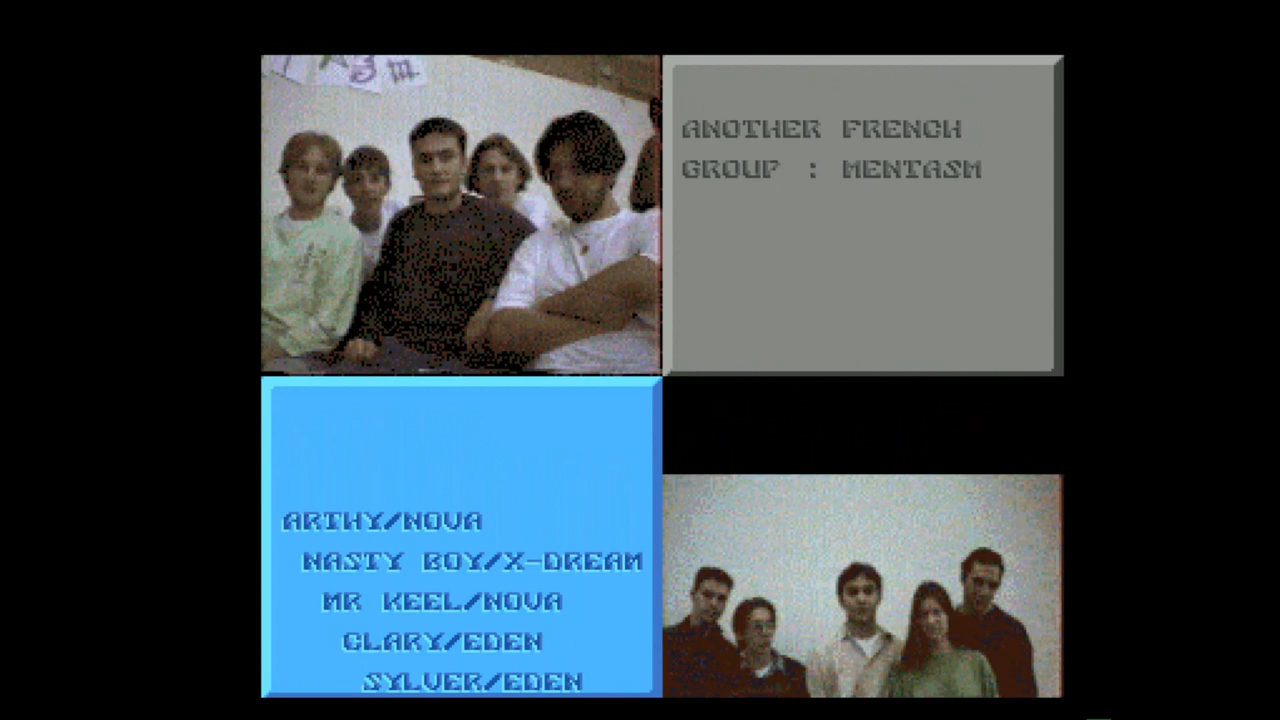 ANOTHER FRENCH
GROUP : MENTASM
ARTHY/NOVA
NASTY BOY/X-DREAM
MR KEEL/NOVA
CLARY/EDEN
SYLVER/EDEN